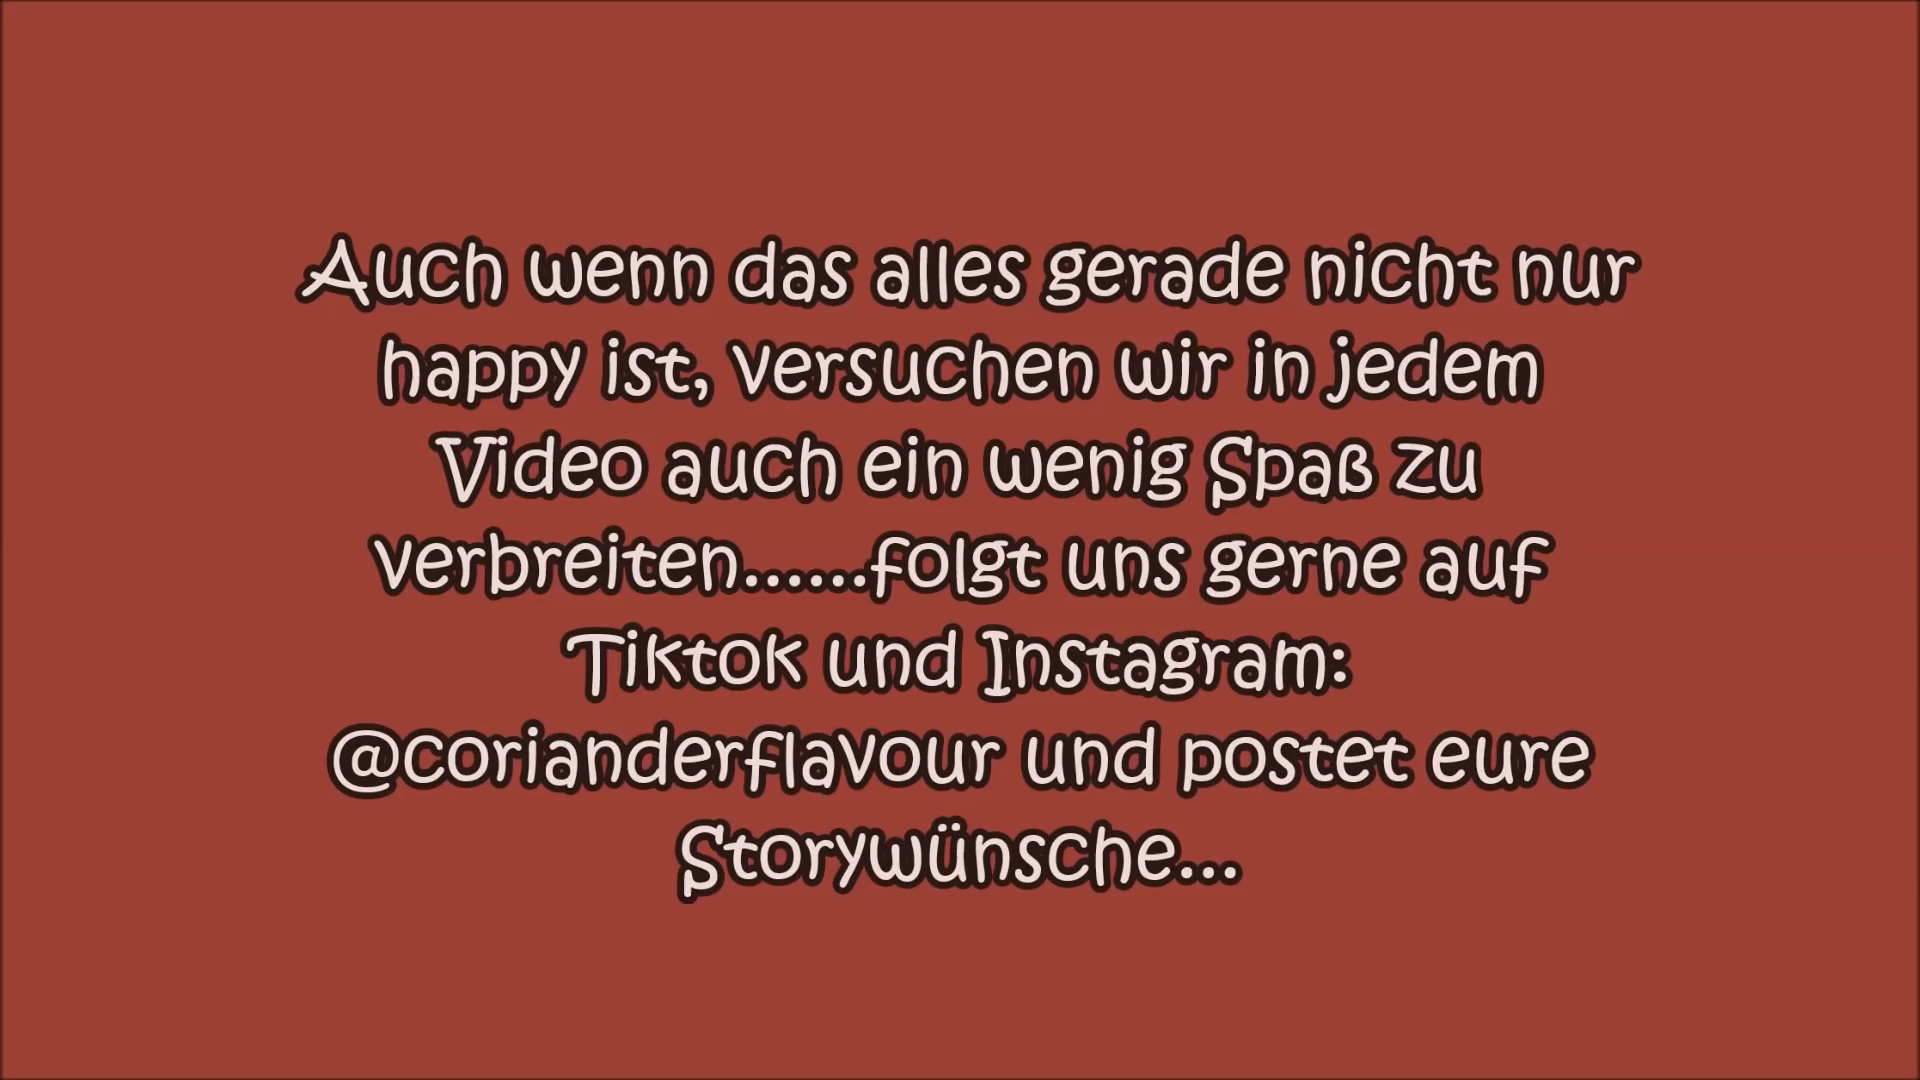 Auch wenn das alles gerade nicht nur
happy ist, versuchen wir in jedem
Video auch ein wenig Spaß zu
verbreiten......folgt uns gerne auf
Tiktok und Instagram:
@corianderflavour und postet eure
Storywünsche...